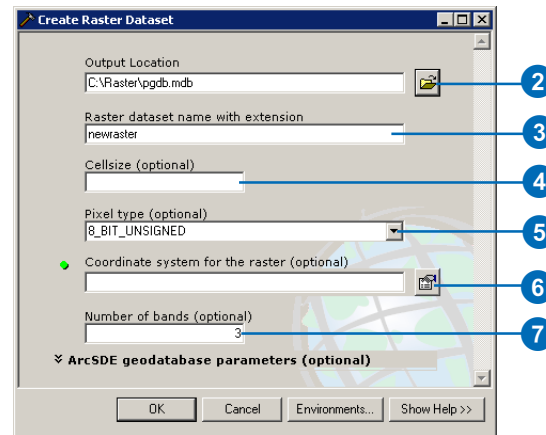 Create Raster Dataset
Output Location
C:\Raster\pgdb.mdb
2
Raster dataset name with extension
newraster
3
Cellsize (optional)
4
Pixel type (optional)
8_BIT_UNSIGNED
5
Coordinate system for the raster (optional)
6
Number of bands (optional)
3
7
ArcSDE geodatabase parameters (optional)
OK
Cancel
Environments...
Show Help >>